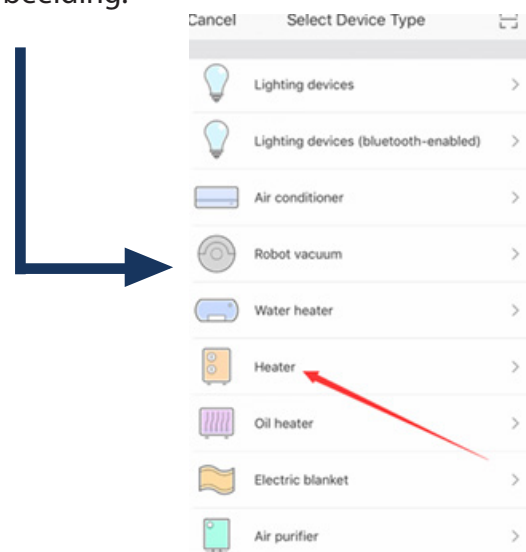 beelding.
Cancel Select Device Type
Lighting devices
Lighting devices (bluetooth-enabled)
Air conditioner
Robot vacuum
Water heater
Heater
Oil heater
Electric blanket
Air purifier